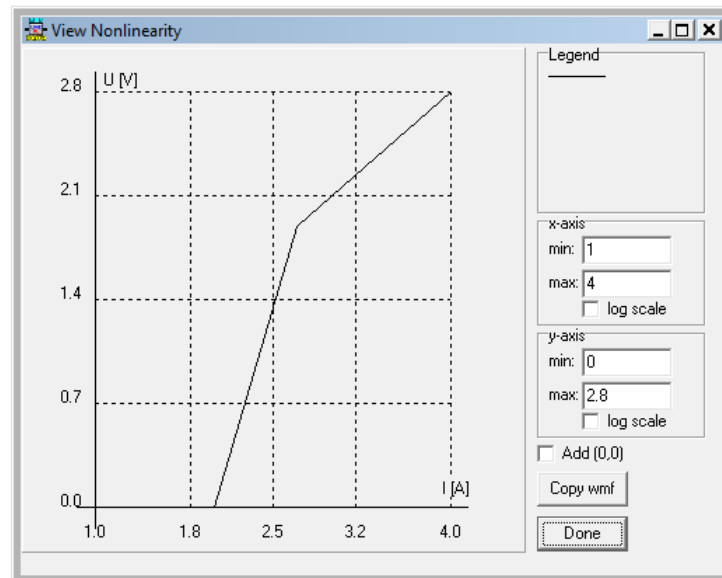 View Nonlinearity
U [V]
2.8
2.1
1.4
0.7
0.0
I [A]
1.0 1.8 2.5 3.2 4.0
Legend
x-axis
min: 1
max: 4
log scale
y-axis
min: 0
max: 2.8
log scale
Add (0,0)
Copy wmf
Done